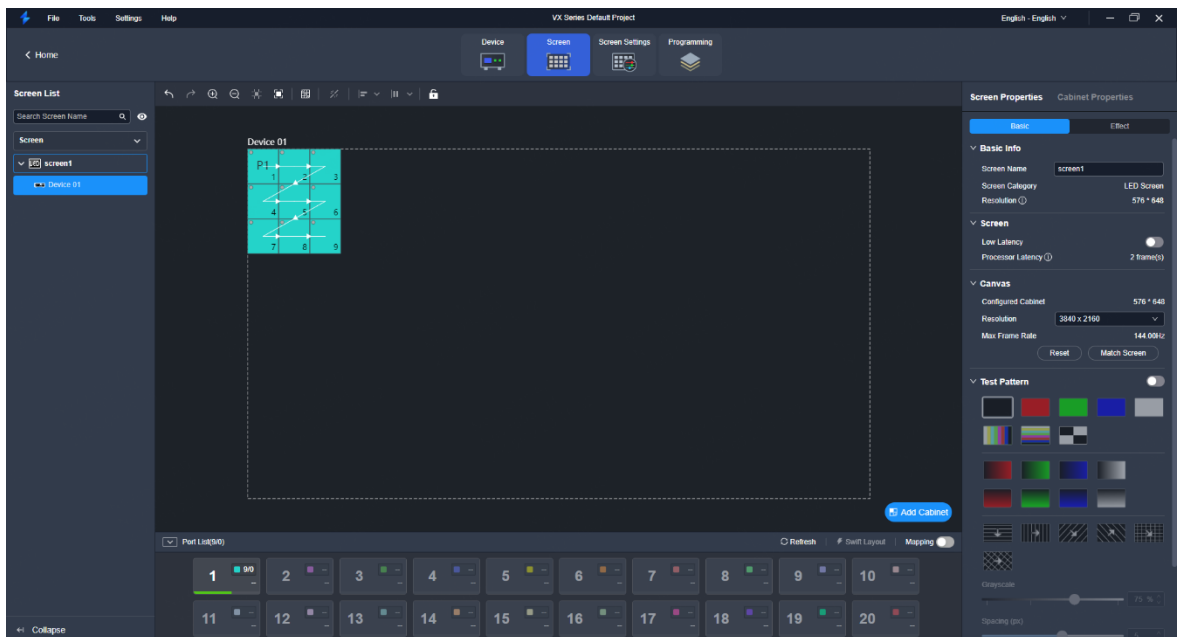 File Tools Settings Help
VX Series Default Project
English - English
Home
Device Screen Screen Settings Programming
Screen List
Search Screen Name
Screen
screen1
Device 01
Collapse
Device 01
P1
1 2 3
4 5 6
7 8 9
Add Cabinet
Port List(9/0)
Refresh Swift Layout Mapping
1 9/0 2 3 4 5 6 7 8 9 10
11 12 13 14 15 16 17 18 19 20
Screen Properties Cabinet Properties
Basic Effect
Basic Info
Screen Name screen1
Screen Category LED Screen
Resolution 576 * 648
Screen
Low Latency
Processor Latency 2 frame(s)
Canvas
Configured Cabinet 576 * 648
Resolution 3840 x 2160
Max Frame Rate 144.00Hz
Reset Match Screen
Test Pattern
Grayscale
75 %
Spacing (px)